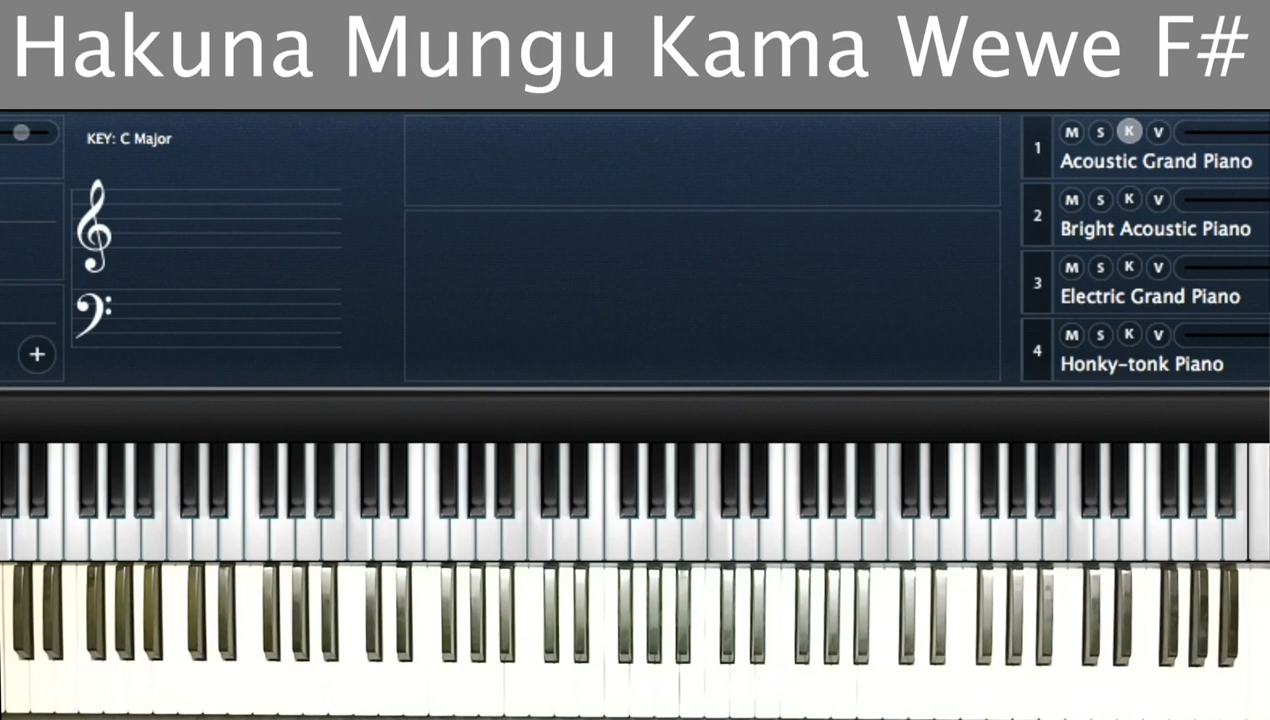 Hakuna Mungu Kama Wewe F#
KEY: C Major
1 M S K V
Acoustic Grand Piano
2 M S K V
Bright Acoustic Piano
3 M S K V
Electric Grand Piano
4 M S K V
Honky-tonk Piano
+